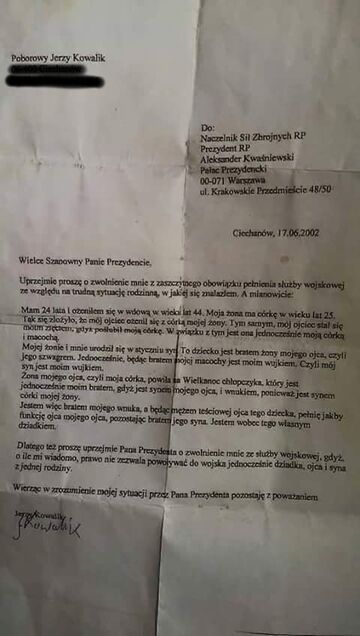 Poborowy Jerzy Kowalik
Do:
Naczelnik Sił Zbrojnych RP
Prezydent RP
Aleksander Kwaśniewski
Pałac Prezydencki
00-071 Warszawa
ul. Krakowskie Przedmieście 48/50
Ciechanów, 17.06.2002
Wielce Szanowny Panie Prezydencie.
Uprzejmie proszę o zwolnienie mnie z zaszczytnego obowiązku pełnienia służby wojskowej
ze względu na trudną sytuację rodzinną, w jakiej się znalazłem. A mianowicie:
Mam 24 lata i ożeniłem się w wdową w wieku lat 44. Moja żona ma córkę w wieku lat 25.
Tak się złożyło, że mój ojciec ożenił się z córką mojej żony. Tym samym, mój ojciec stał się
moim zięciem, gdyż poślubił moją córkę. W związku z tym jest ona jednocześnie moją córką
i macochą.
Mojej żonie i mnie urodził się w styczniu syn. To dziecko jest bratem żony mojego ojca, czyli
jego szwagrem. Jednocześnie, będąc bratem mojej macochy jest moim wujkiem. Czyli mój
syn jest moim wujkiem.
Żona mojego ojca, czyli moja córka, powiła na Wielkanoc chłopczyka, który jest
jednocześnie moim bratem, gdyż jest synem mojego ojca, i wnukiem, ponieważ jest synem
córki mojej żony.
Jestem więc bratem mojego wnuka, a będąc mężem teściowej ojca tego dziecka, pełnię jakby
funkcję ojca mojego ojca, pozostając bratem jego syna. Jestem wobec tego własnym
dziadkiem.
Dlatego też proszę uprzejmie Pana Prezydenta o zwolnienie mnie ze służby wojskowej, gdyż,
o ile mi wiadomo, prawo nie zezwala powoływać do wojska jednocześnie dziadka, ojca i syna
z jednej rodziny.
Wierząc w zrozumienie mojej sytuacji przez Pana Prezydenta pozostaję z poważaniem
Jerzy Kowalik
JKowalik